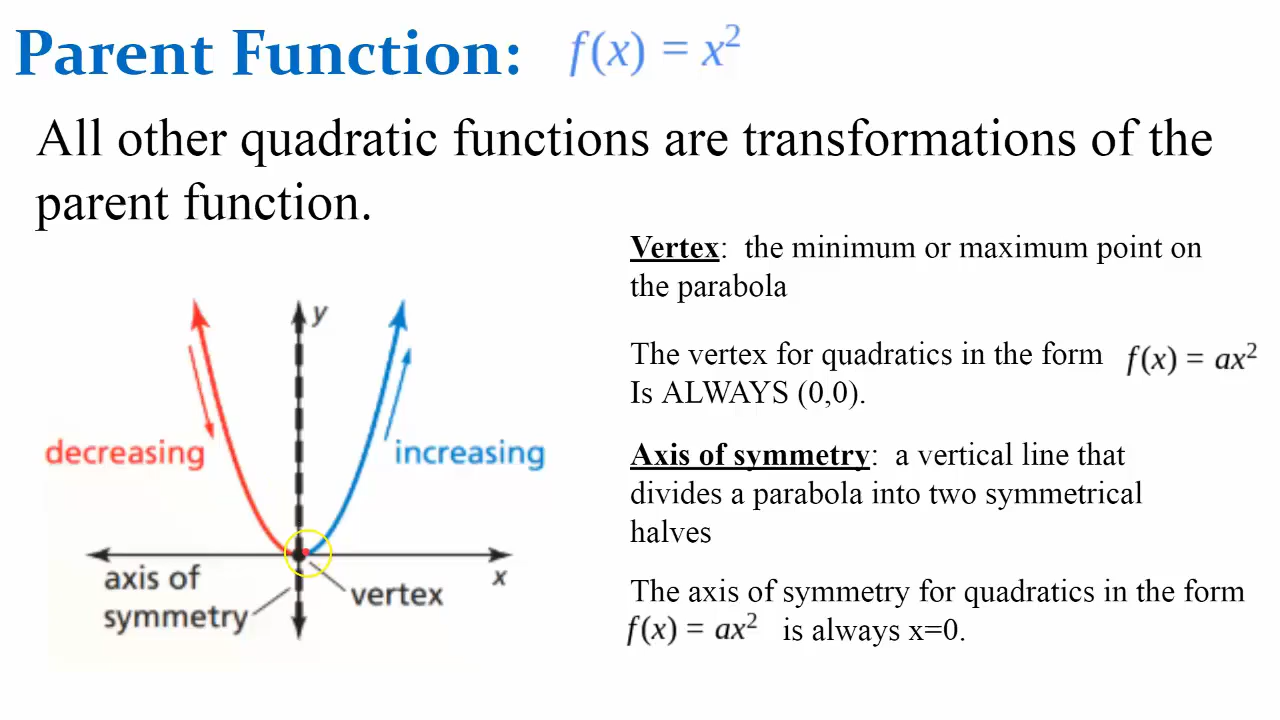 Parent Function: f(x) = x²
All other quadratic functions are transformations of the
parent function.
Vertex: the minimum or maximum point on
the parabola
The vertex for quadratics in the form f(x) = ax²
Is ALWAYS (0,0).
Axis of symmetry: a vertical line that
divides a parabola into two symmetrical
halves
The axis of symmetry for quadratics in the form
f(x) = ax² is always x=0.
y
decreasing
increasing
x
axis of
symmetry
vertex